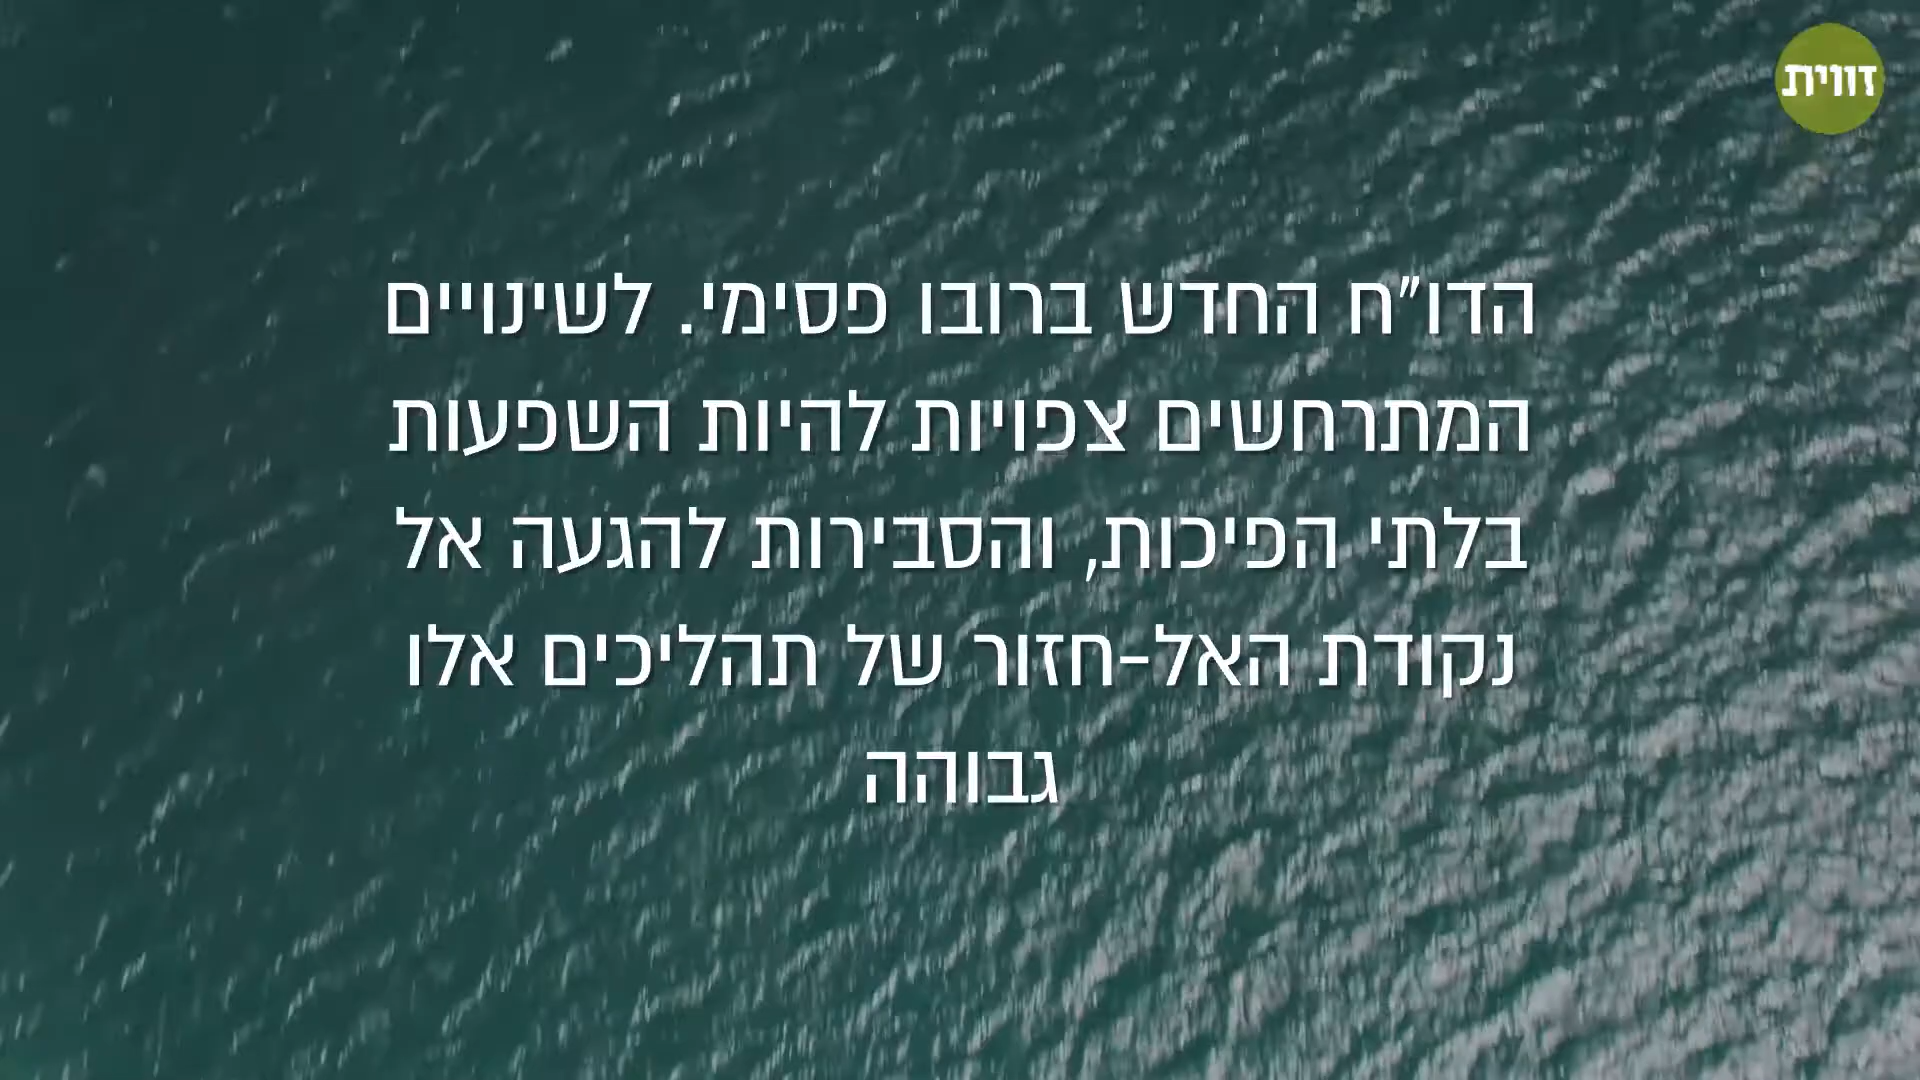 זווית
הדו"ח החדש ברובו פסימי. לשינויים
המתרחשים צפויות להיות השפעות
בלתי הפיכות, והסבירות להגעה אל
נקודת האל-חזור של תהליכים אלו
גבוהה